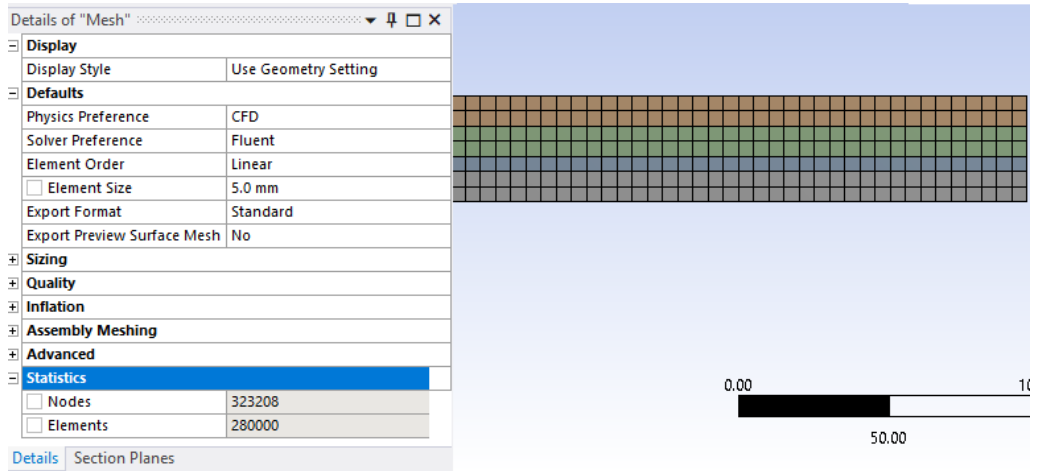 Details of "Mesh"
Display
Display Style Use Geometry Setting
Defaults
Physics Preference CFD
Solver Preference Fluent
Element Order Linear
Element Size 5.0 mm
Export Format Standard
Export Preview Surface Mesh No
Sizing
Quality
Inflation
Assembly Meshing
Advanced
Statistics
Nodes 323208
Elements 280000
Details Section Planes
0.00
50.00